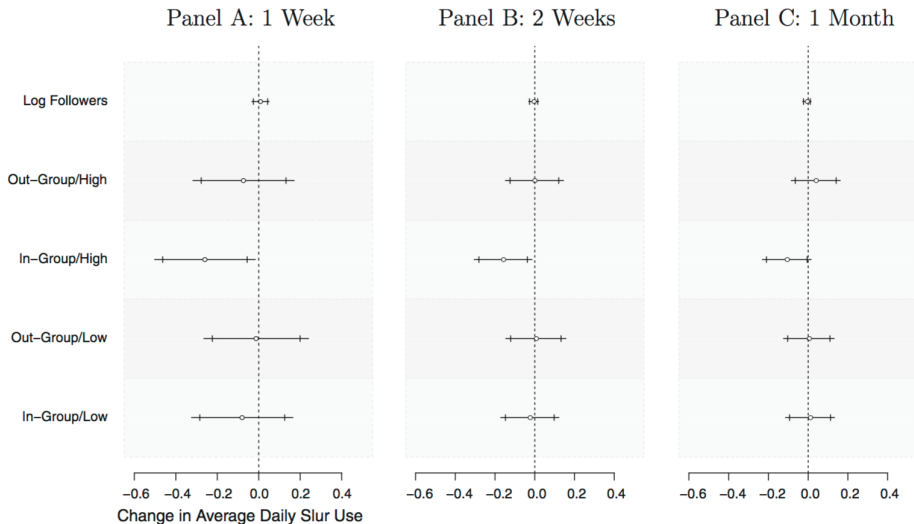 Panel A: 1 Week Panel B: 2 Weeks Panel C: 1 Month
Log Followers
Out−Group/High
In−Group/High
Out−Group/Low
In−Group/Low
−0.6 −0.4 −0.2 0.0 0.2 0.4 −0.6 −0.4 −0.2 0.0 0.2 0.4 −0.6 −0.4 −0.2 0.0 0.2 0.4
Change in Average Daily Slur Use